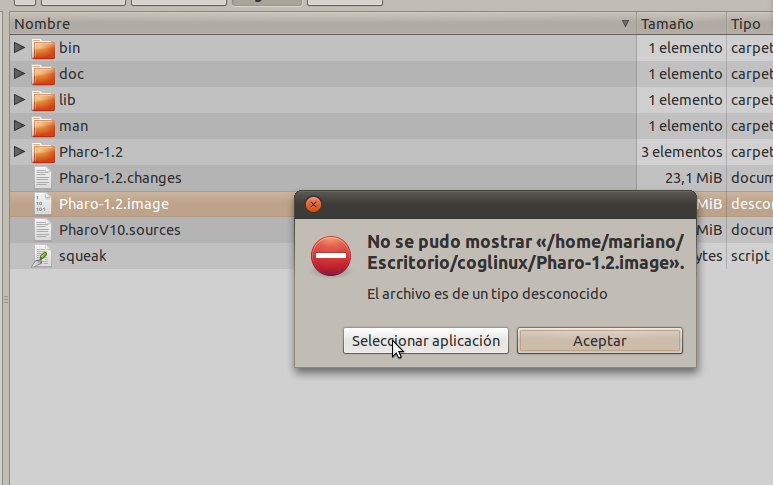 Nombre Tamaño Tipo
bin 1 elemento carpet
doc 1 elemento carpet
lib 1 elemento carpet
man 1 elemento carpet
Pharo-1.2 3 elementos carpet
Pharo-1.2.changes 23,1 MiB docum
Pharo-1.2.image MiB descon
PharoV10.sources MiB docum
squeak ytes script
No se pudo mostrar «/home/mariano/
Escritorio/coglinux/Pharo-1.2.image».
El archivo es de un tipo desconocido
Seleccionar aplicación Aceptar